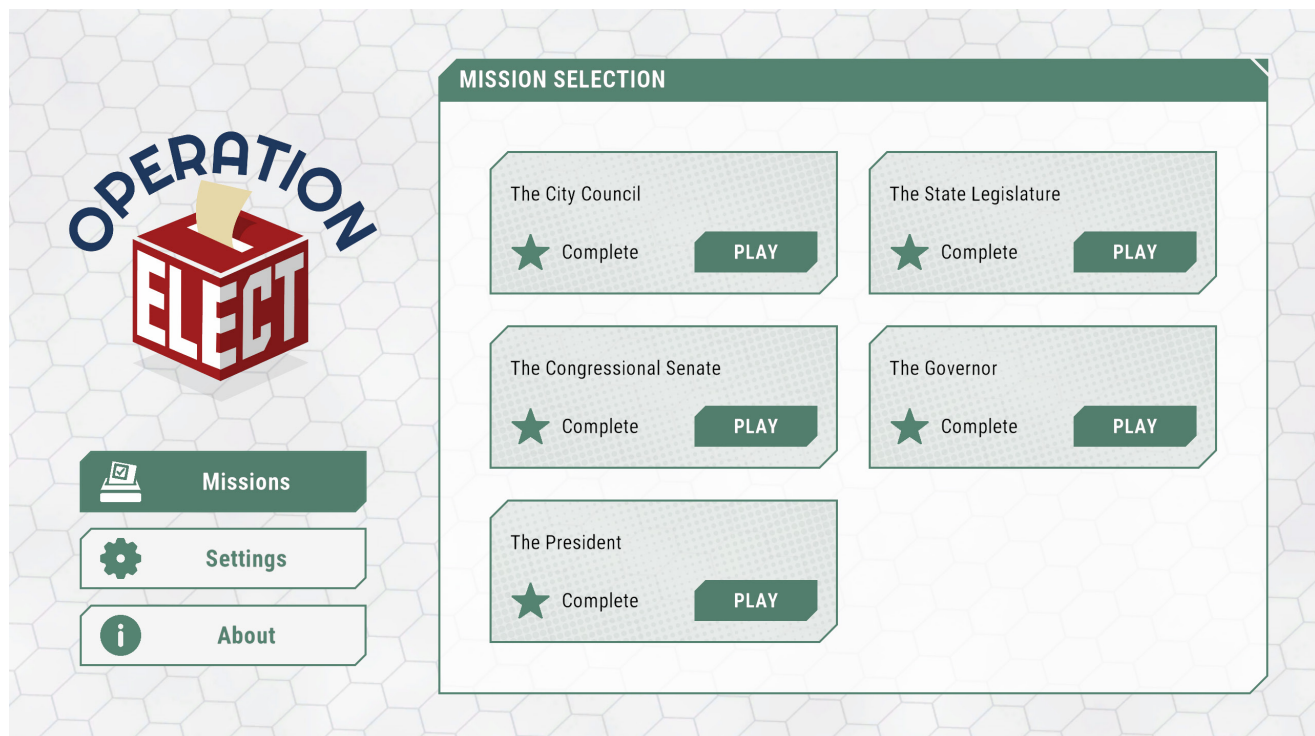 OPERATION
ELECT
Missions
Settings
About
MISSION SELECTION
The City Council
Complete
PLAY
The State Legislature
Complete
PLAY
The Congressional Senate
Complete
PLAY
The Governor
Complete
PLAY
The President
Complete
PLAY